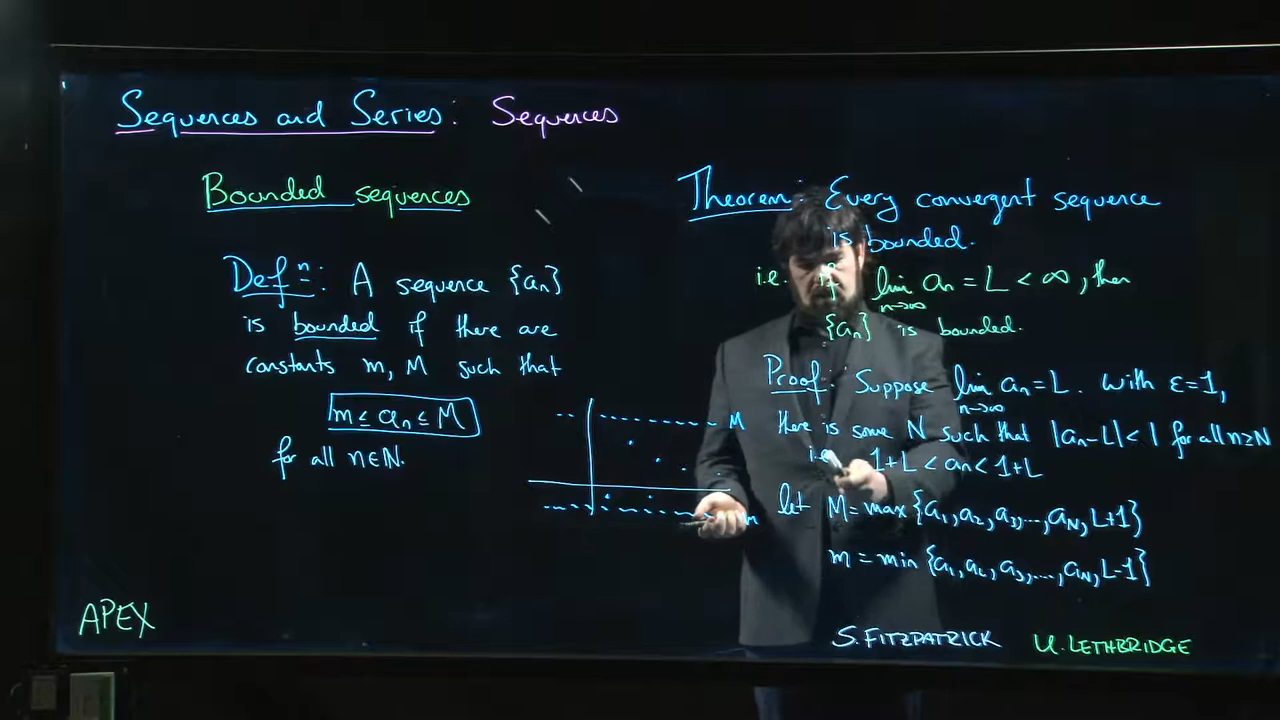 Sequences and Series: Sequences
Bounded sequences
Defⁿ: A sequence {aₙ}
is bounded if there are
constants m, M such that
m ≤ aₙ ≤ M
for all n∈N.
M
m
Theorem: Every convergent sequence
is bounded.
i.e. if lim aₙ = L < ∞, then
n→∞
{aₙ} is bounded.
Proof: Suppose lim aₙ = L. With ε=1,
n→∞
there is some N such that |aₙ-L|<1 for all n≥N
i.e. 1+L < aₙ < 1+L
let M = max {a₁, a₂, a₃, ..., a_N, L+1}
m = min {a₁, a₂, a₃, ..., a_N, L-1}
APEX
S. FITZPATRICK U. LETHBRIDGE